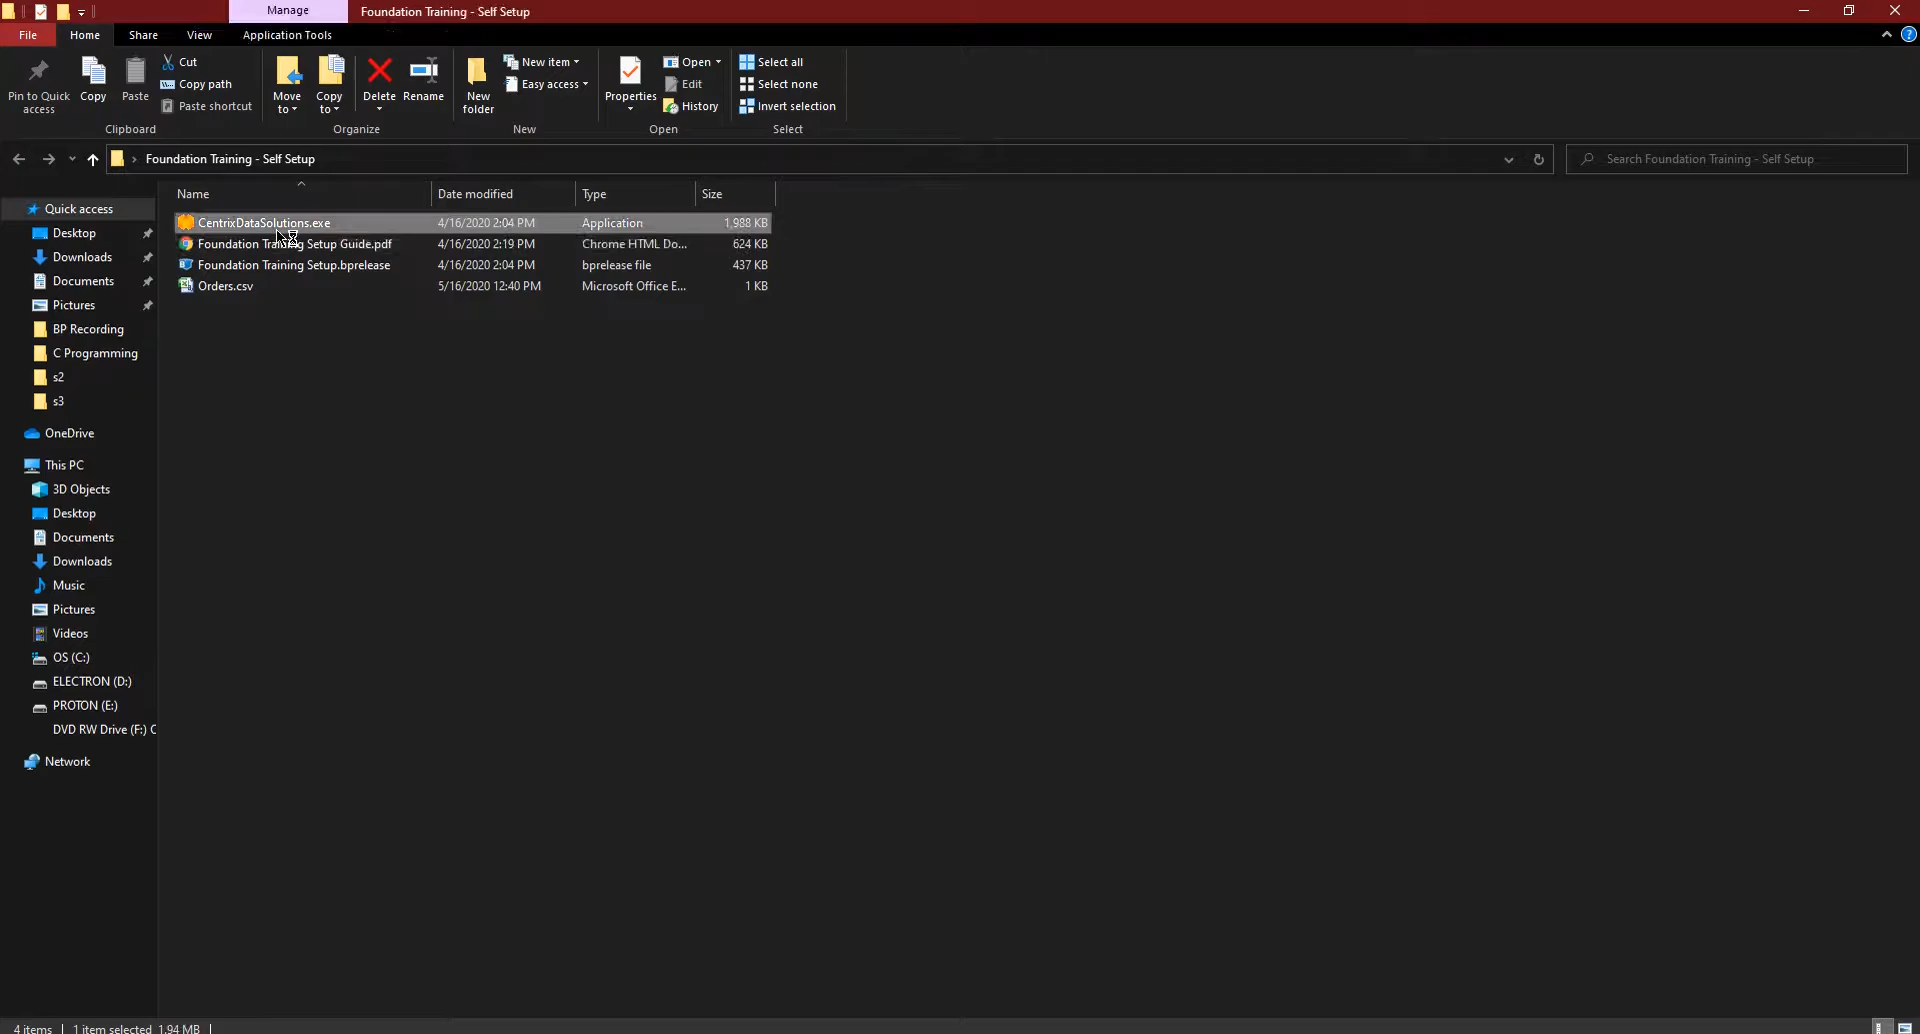 Manage
Foundation Training - Self Setup
File
Home
Share
View
Application Tools
Pin to Quick access
Copy
Paste
Cut
Copy path
Paste shortcut
Clipboard
Move to
Copy to
Delete
Rename
Organize
New folder
New item
Easy access
New
Properties
Open
Edit
History
Open
Select all
Select none
Invert selection
Select
Foundation Training - Self Setup
Search Foundation Training - Self Setup
Name
Date modified
Type
Size
CentrixDataSolutions.exe 4/16/2020 2:04 PM Application 1,988 KB
Foundation Training Setup Guide.pdf 4/16/2020 2:19 PM Chrome HTML Do... 624 KB
Foundation Training Setup.bprelease 4/16/2020 2:04 PM bprelease file 437 KB
Orders.csv 5/16/2020 12:40 PM Microsoft Office E... 1 KB
Quick access
Desktop
Downloads
Documents
Pictures
BP Recording
C Programming
s2
s3
OneDrive
This PC
3D Objects
Desktop
Documents
Downloads
Music
Pictures
Videos
OS (C:)
ELECTRON (D:)
PROTON (E:)
DVD RW Drive (F:) C
Network
4 items
1 item selected 1.94 MB